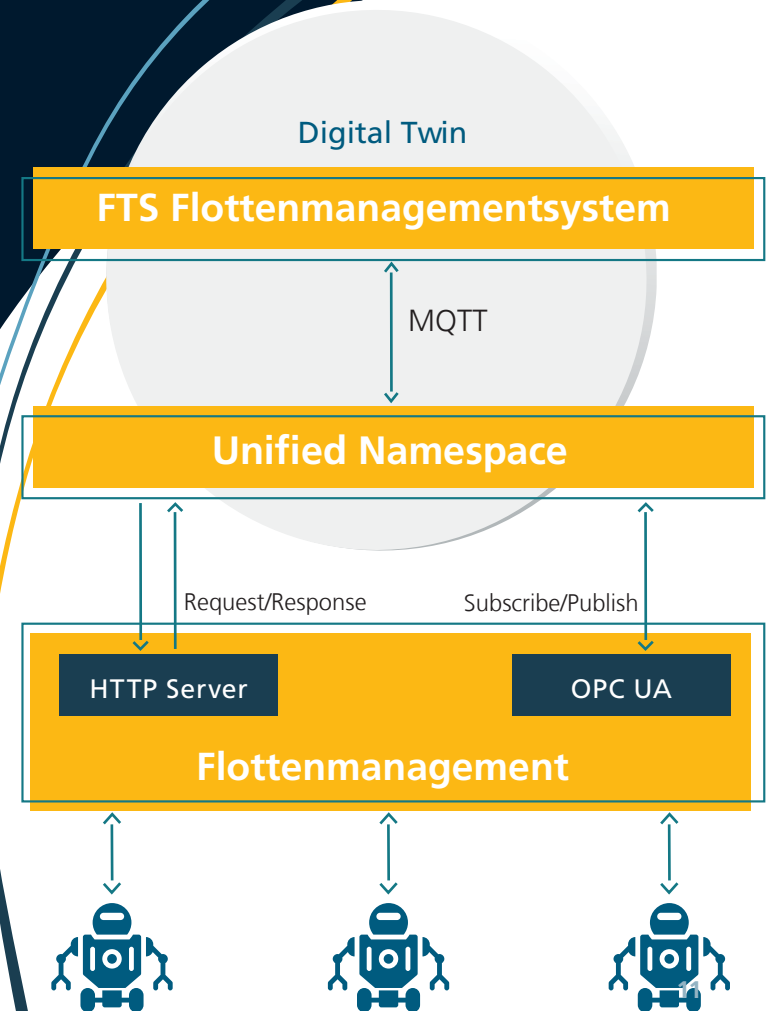 Digital Twin
FTS Flottenmanagementsystem
MQTT
Unified Namespace
Request/Response
Subscribe/Publish
HTTP Server
OPC UA
Flottenmanagement
11